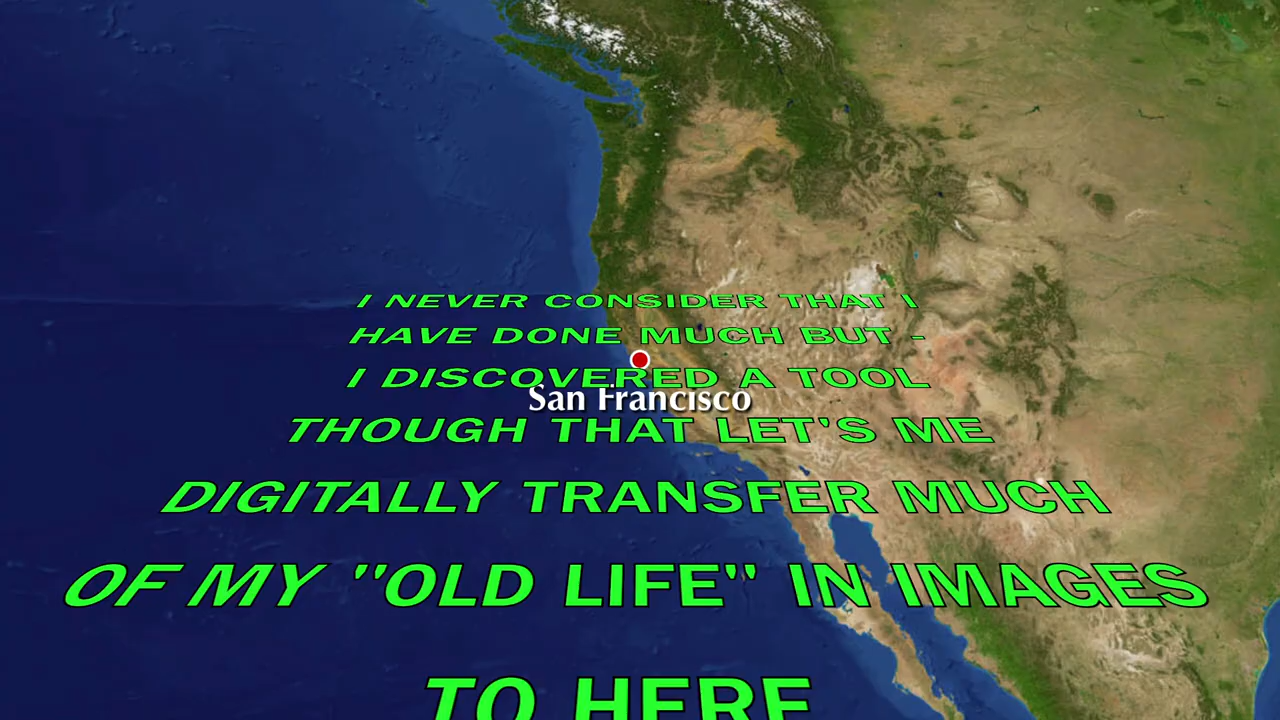 I NEVER CONSIDER THAT I
HAVE DONE MUCH BUT -
I DISCOVERED A TOOL
San Francisco
THOUGH THAT LET'S ME
DIGITALLY TRANSFER MUCH
OF MY "OLD LIFE" IN IMAGES
TO HERE